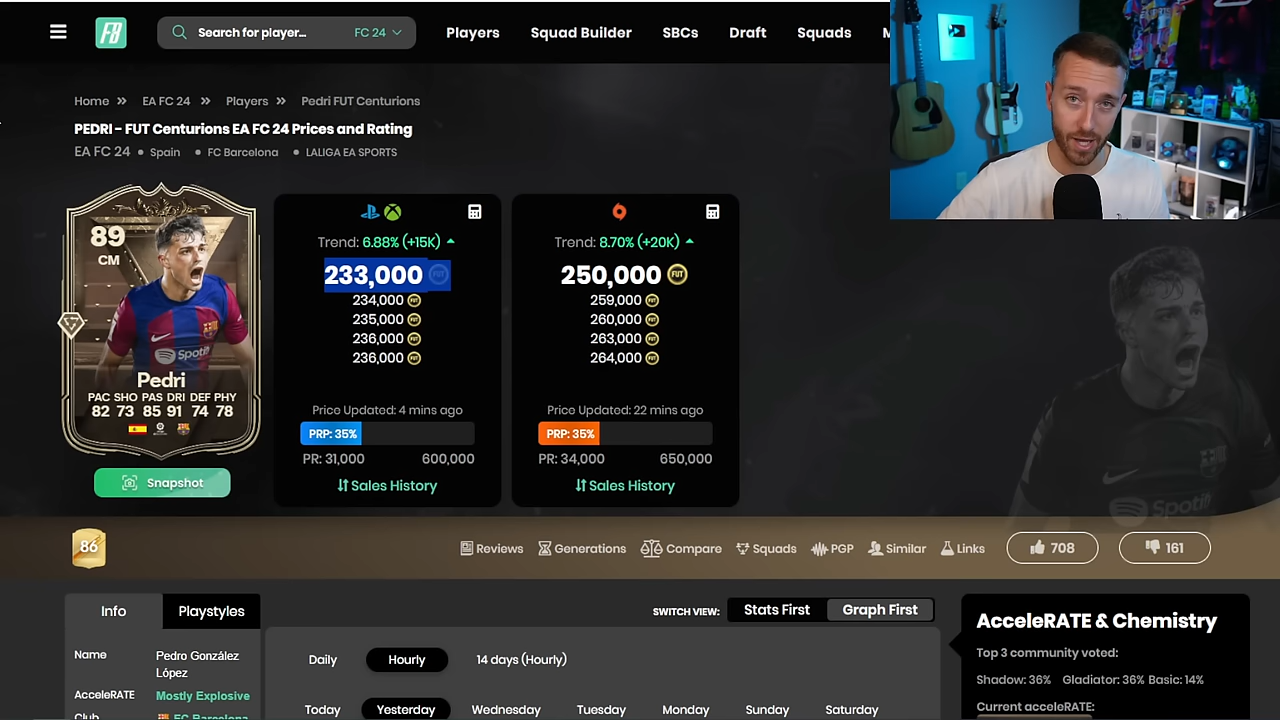 FB
Search for player...
FC 24
Players
Squad Builder
SBCs
Draft
Squads
Home » EA FC 24 » Players » Pedri FUT Centurions
PEDRI - FUT Centurions EA FC 24 Prices and Rating
EA FC 24 • Spain • FC Barcelona • LALIGA EA SPORTS
89
CM
Spotify
Pedri
PAC SHO PAS DRI DEF PHY
82 73 85 91 74 78
Snapshot
Trend: 6.88% (+15K)
233,000
234,000
235,000
236,000
236,000
Price Updated: 4 mins ago
PRP: 35%
PR: 31,000 600,000
Sales History
Trend: 8.70% (+20K)
250,000
259,000
260,000
263,000
264,000
Price Updated: 22 mins ago
PRP: 35%
PR: 34,000 650,000
Sales History
Spotify
86
Reviews
Generations
Compare
Squads
PGP
Similar
Links
708
161
Info
Playstyles
Name
Pedro González
López
AcceleRATE
Mostly Explosive
Club
FC Barcelona
SWITCH VIEW:
Stats First
Graph First
Daily
Hourly
14 days (Hourly)
Today
Yesterday
Wednesday
Thursday
Friday
Monday
Sunday
Saturday
AcceleRATE & Chemistry
Top 3 community voted:
Shadow: 36% Gladiator: 36% Basic: 14%
Current acceleRATE: